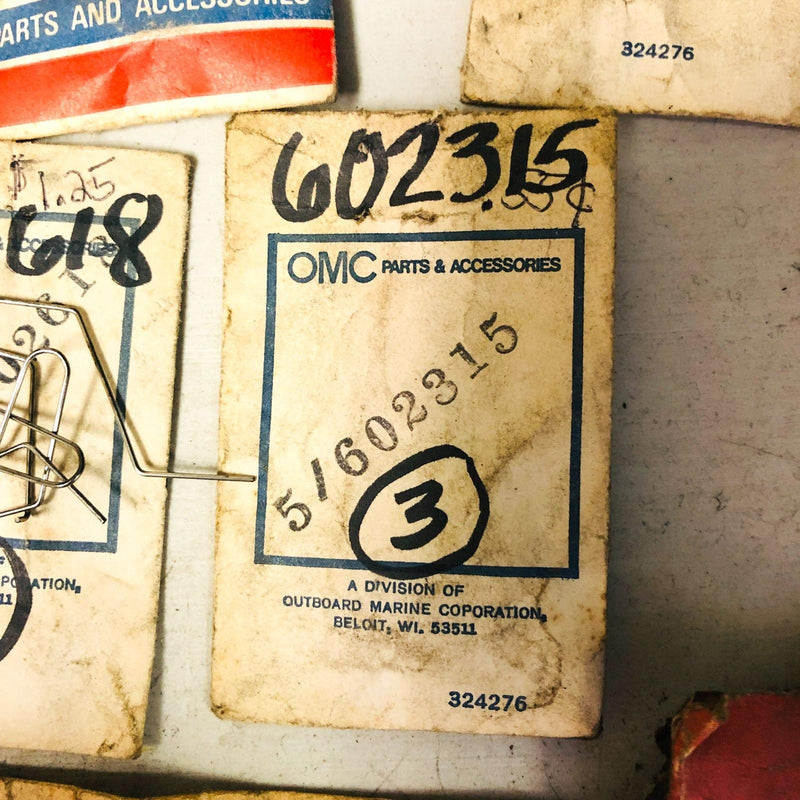 PARTS AND ACCESSORIES
324276
$1.25
618
602315
OMC PARTS & ACCESSORIES
5/602315
3
A DIVISION OF
OUTBOARD MARINE COPORATION,
BELOIT, WI. 53511
324276